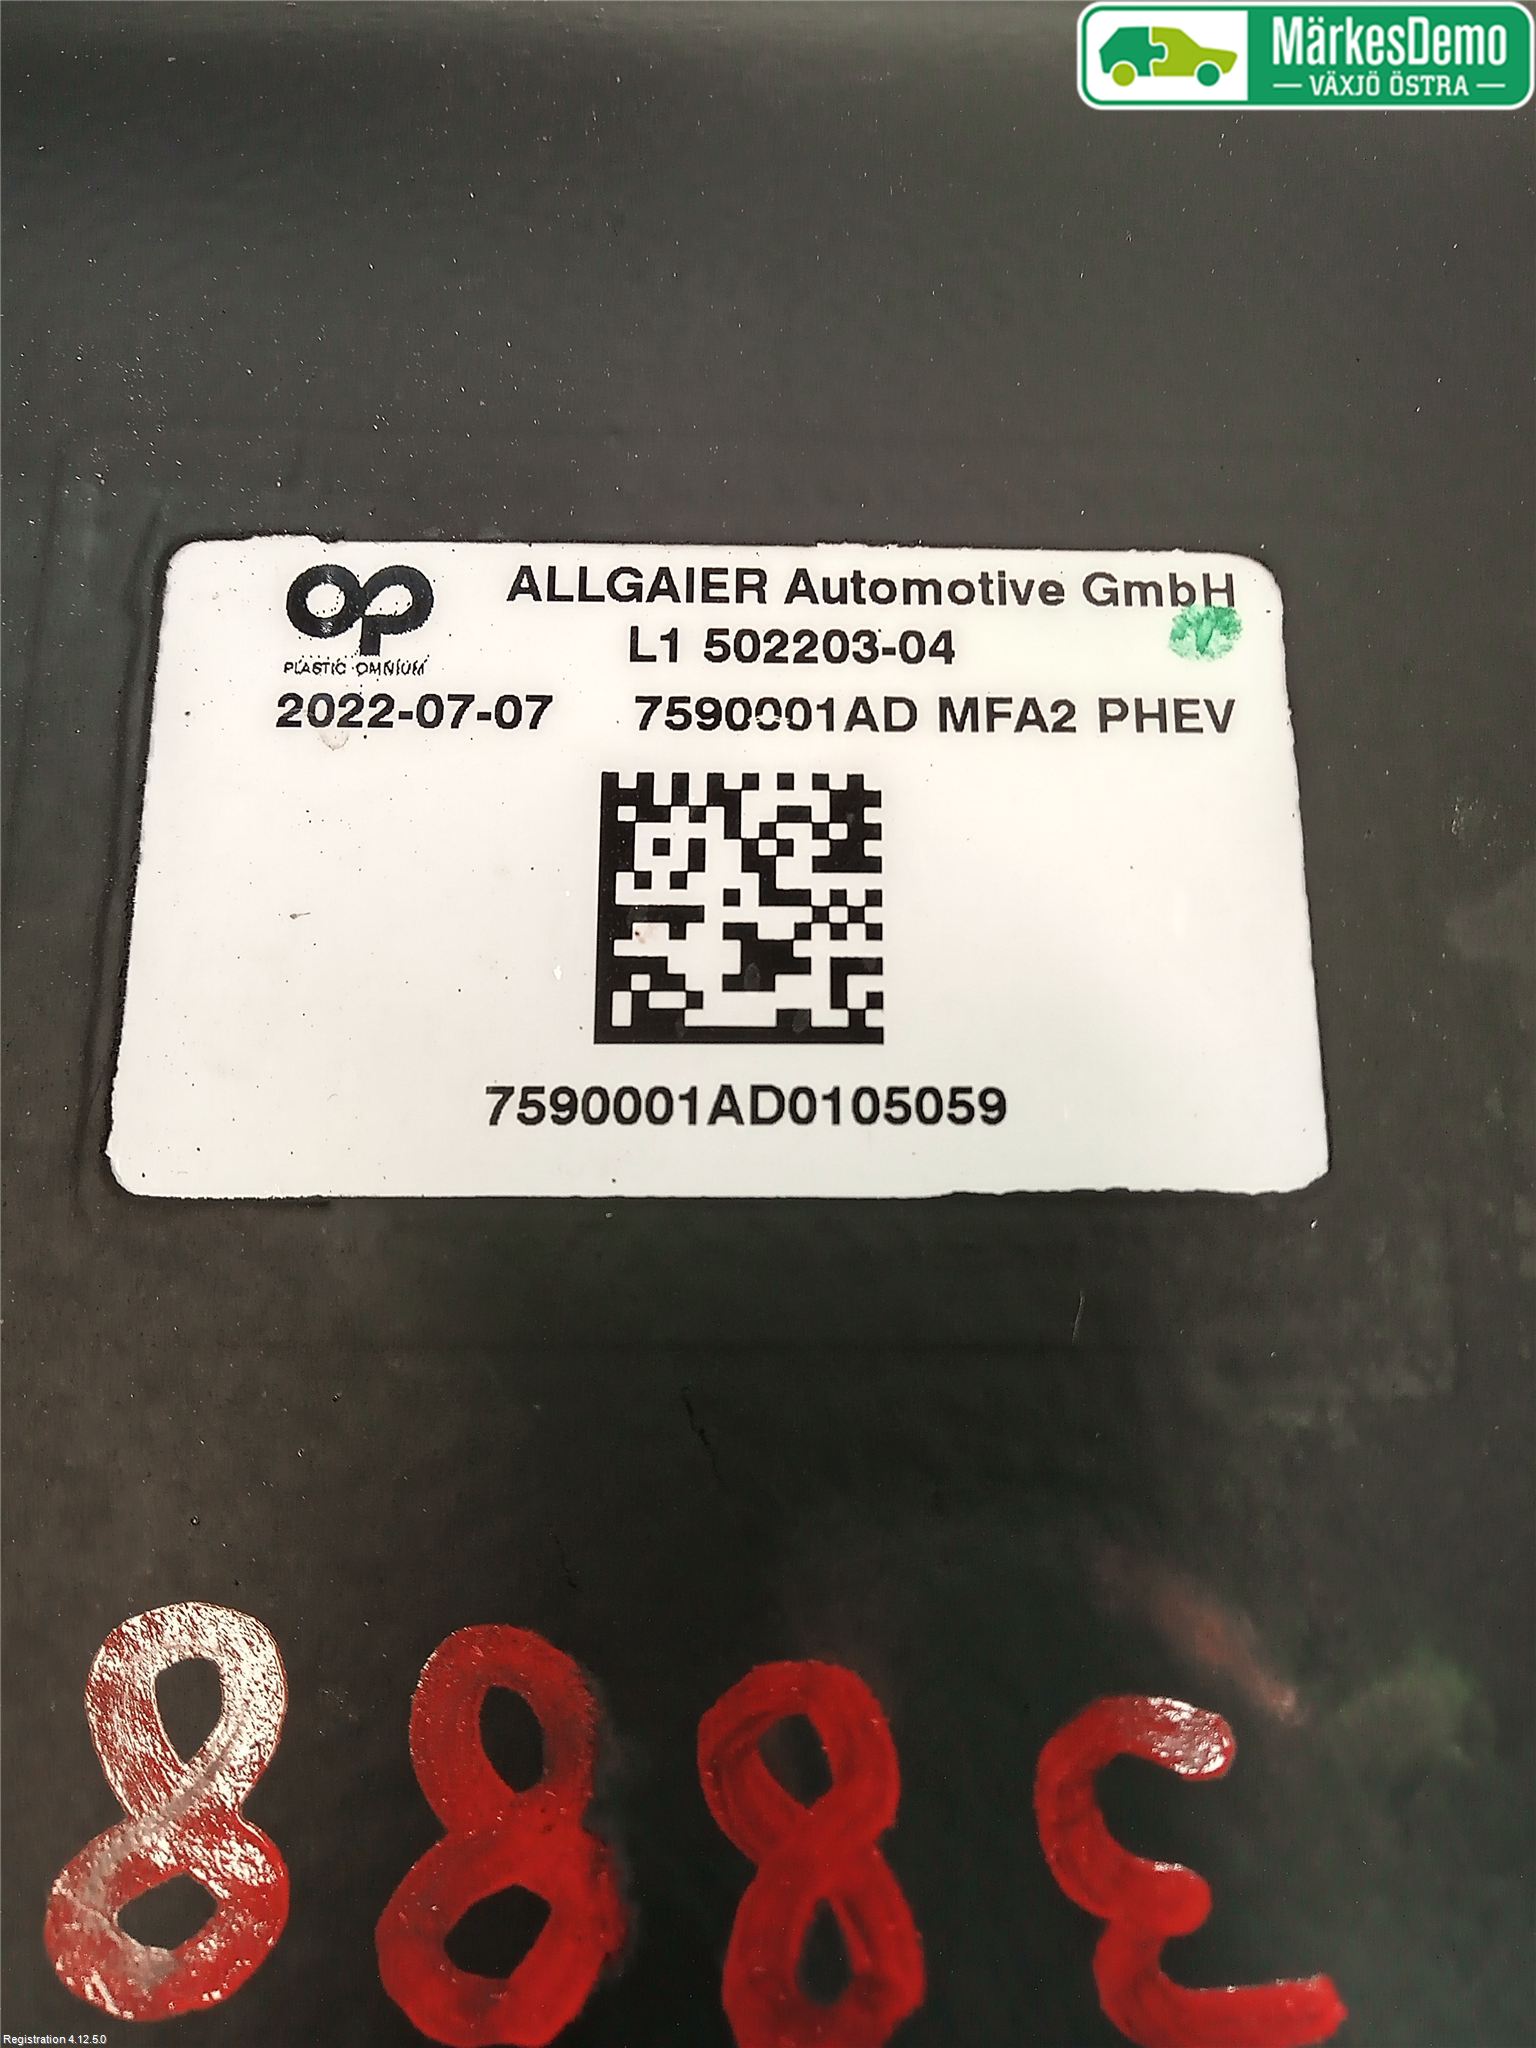 MärkesDemo
VÄXJÖ ÖSTRA
ALLGAIER Automotive GmbH
PLASTIC OMNIUM
L1 502203-04
2022-07-07 7590001AD MFA2 PHEV
7590001AD0105059
888E
Registration 4.12.5.0